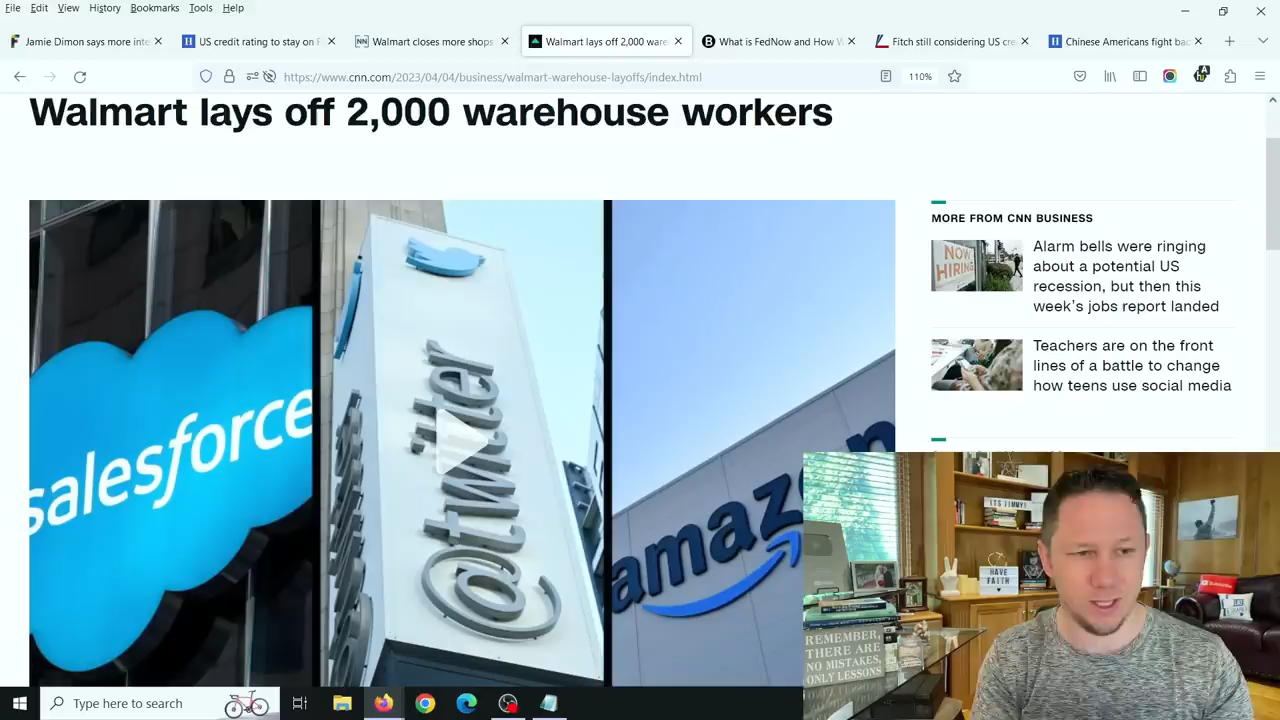 File Edit View History Bookmarks Tools Help
Jamie Dimon says more inte
US credit rating to stay on
Walmart closes more shops
Walmart lays off 2,000 ware
What is FedNow and How
Fitch still considering US cre
Chinese Americans fight bac
https://www.cnn.com/2023/04/04/business/walmart-warehouse-layoffs/index.html
110%
Walmart lays off 2,000 warehouse workers
salesforce
@twitter
amazon
MORE FROM CNN BUSINESS
Alarm bells were ringing
about a potential US
recession, but then this
week's jobs report landed
Teachers are on the front
lines of a battle to change
how teens use social media
NOW
HIRING
ITS JIMMY!
HAVE
FAITH
REMEMBER,
THERE ARE
NO MISTAKES,
ONLY LESSONS
Type here to search